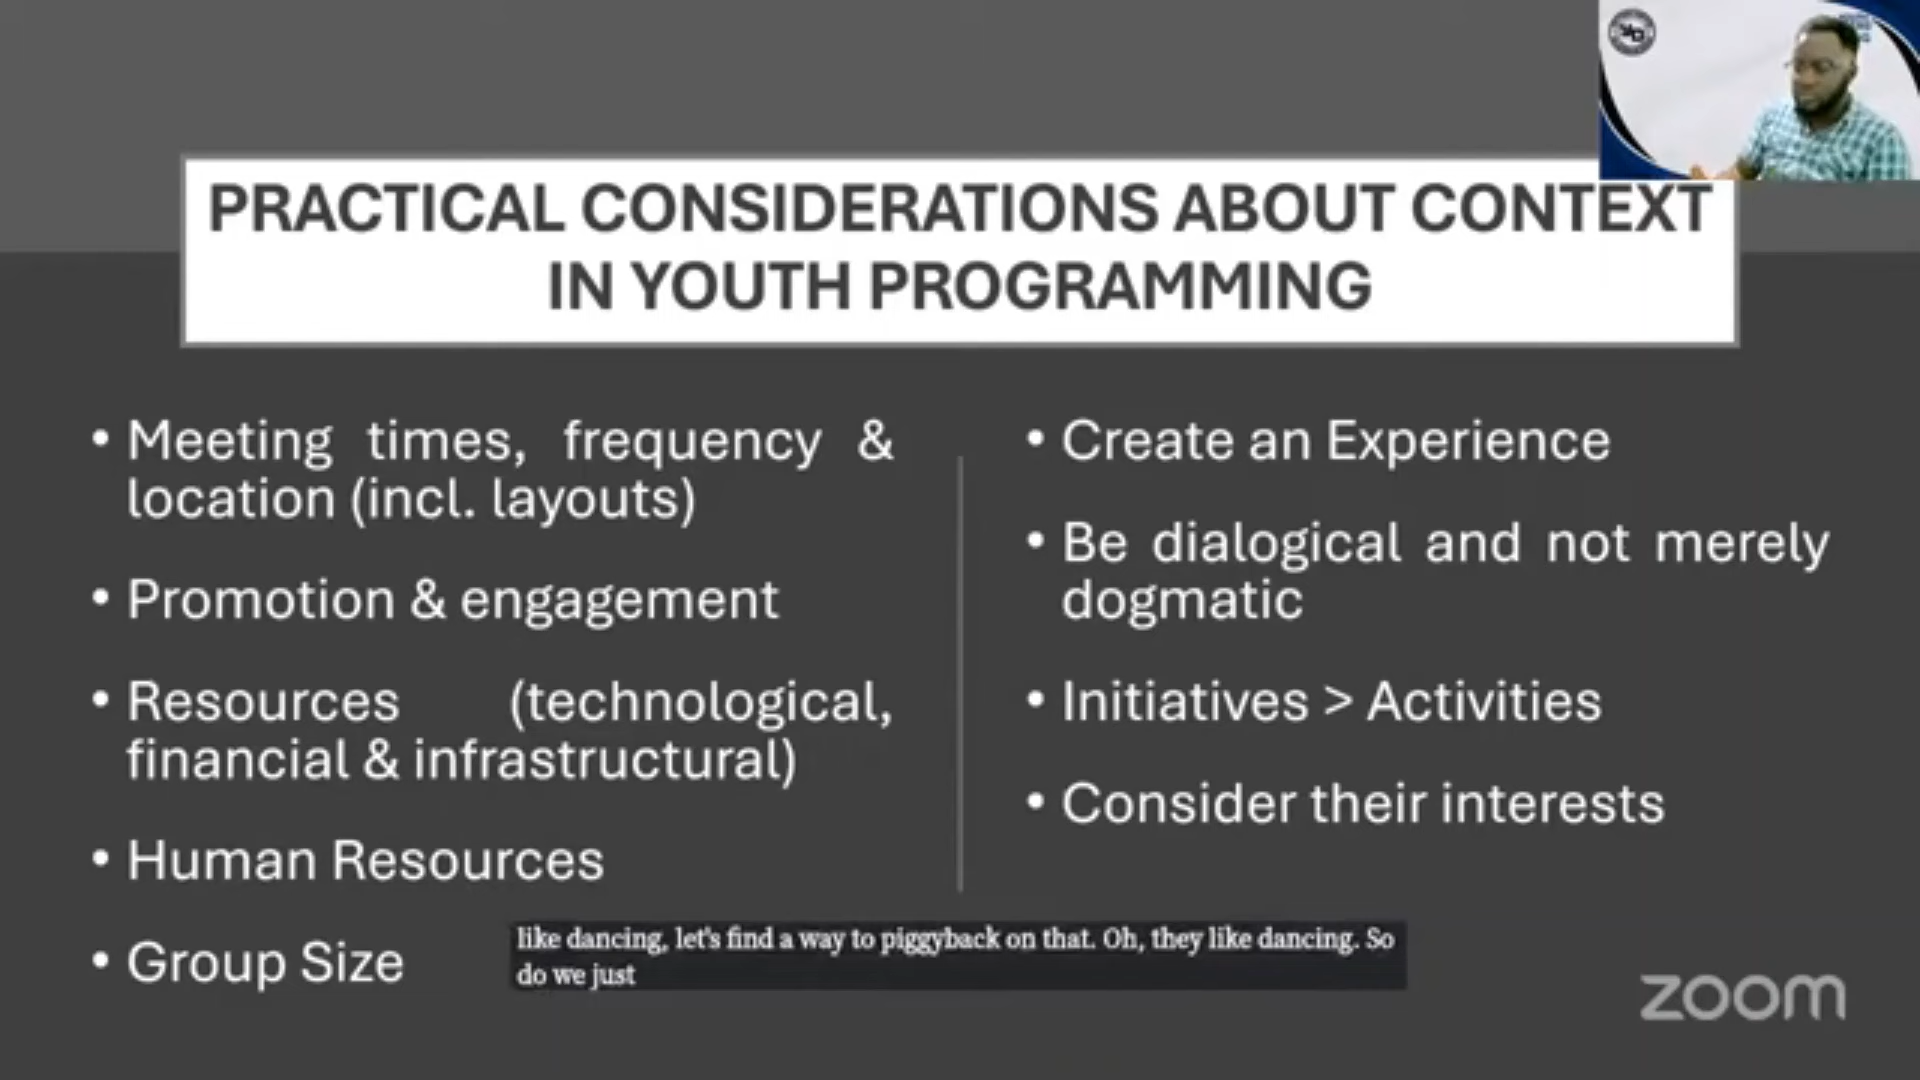 PRACTICAL CONSIDERATIONS ABOUT CONTEXT
IN YOUTH PROGRAMMING
• Meeting times, frequency &
location (incl. layouts)
• Promotion & engagement
• Resources (technological,
financial & infrastructural)
• Human Resources
• Group Size
• Create an Experience
• Be dialogical and not merely
dogmatic
• Initiatives > Activities
• Consider their interests
like dancing, let's find a way to piggyback on that. Oh, they like dancing. So
do we just
zoom